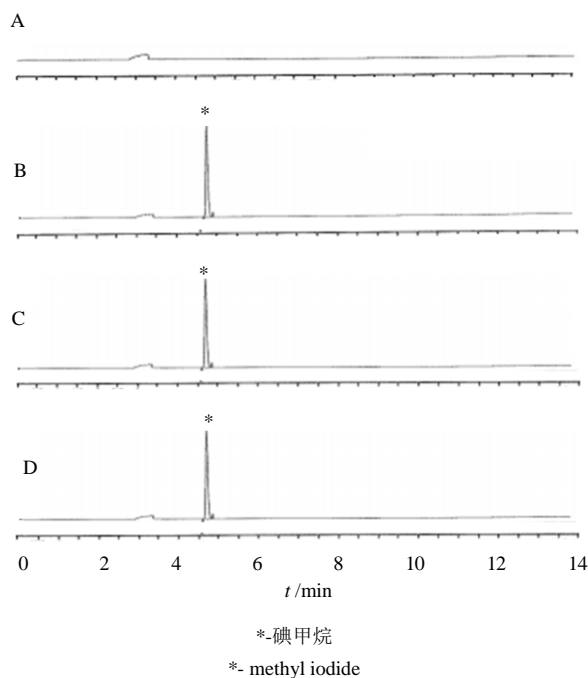 A
*
B
*
C
*
D
0 2 4 6 8 10 12 14
t /min
*-碘甲烷
*- methyl iodide